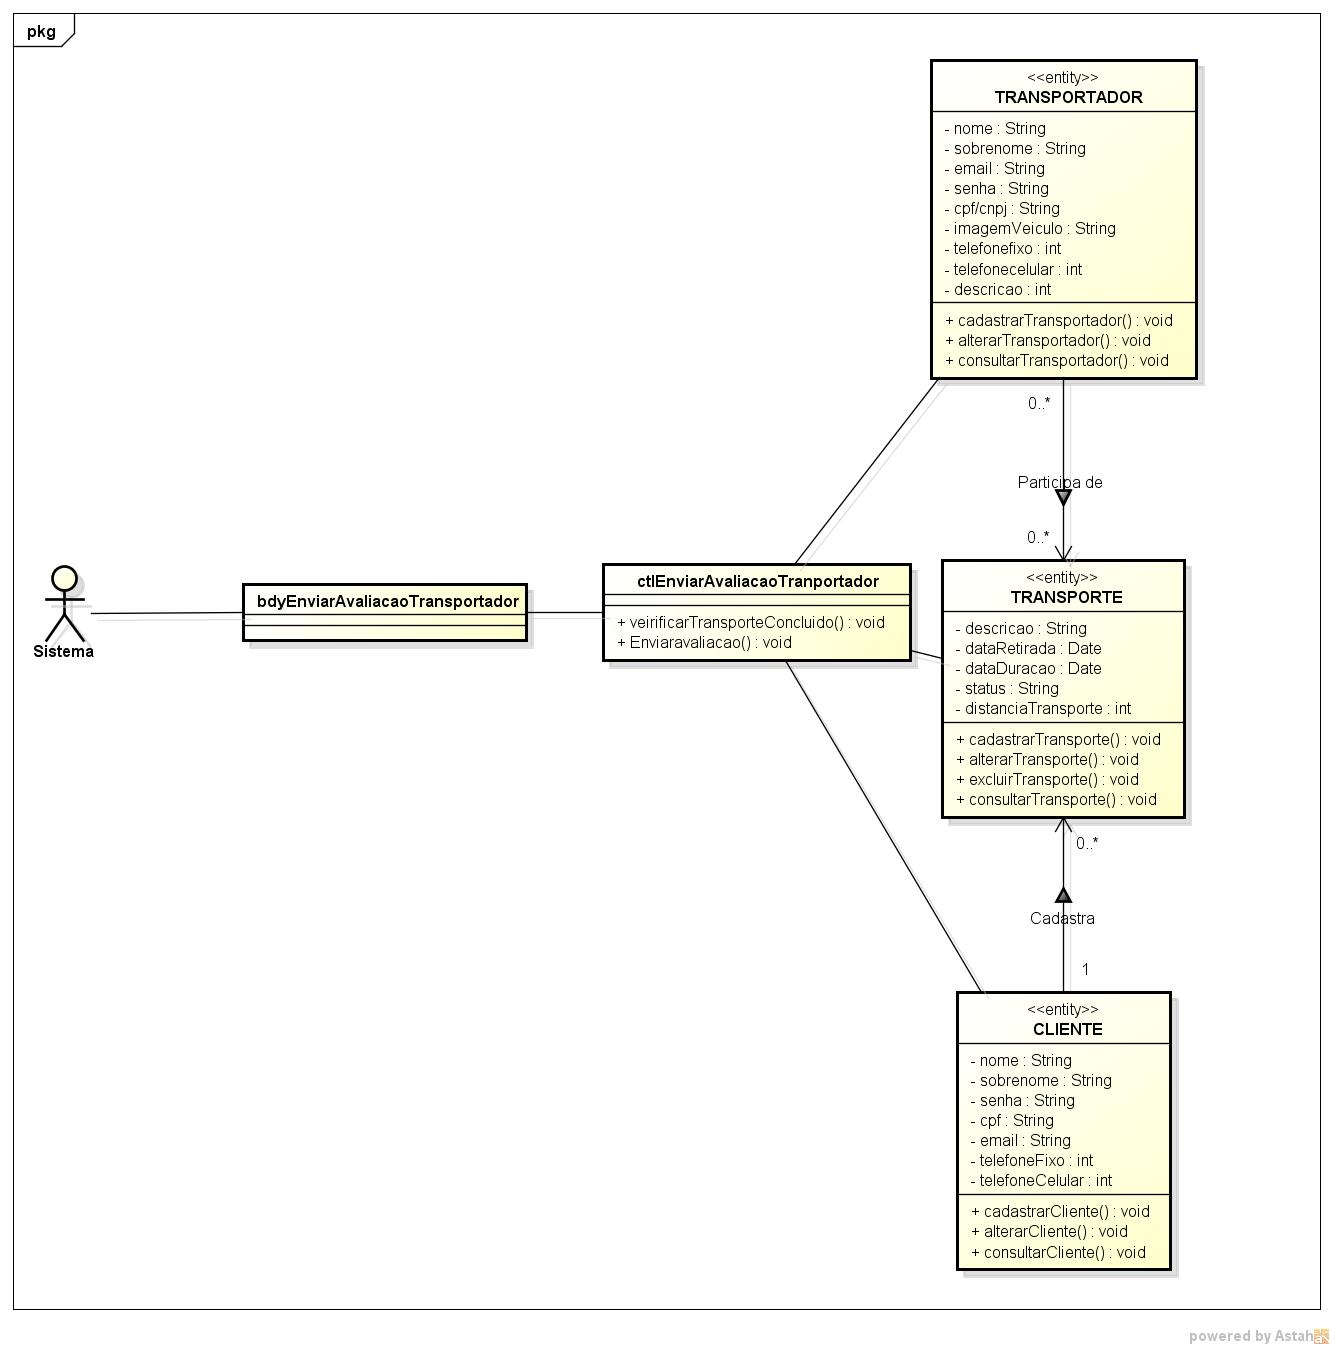 pkg
<<entity>>
TRANSPORTADOR
- nome : String
- sobrenome : String
- email : String
- senha : String
- cpf/cnpj : String
- imagemVeiculo : String
- telefonefixo : int
- telefonecelular : int
- descricao : int
+ cadastrarTransportador() : void
+ alterarTransportador() : void
+ consultarTransportador() : void
0..*
Participa de
0..*
Sistema
bdyEnviarAvaliacaoTransportador
ctlEnviarAvaliacaoTranportador
+ veirificarTransporteConcluido() : void
+ Enviaravaliacao() : void
<<entity>>
TRANSPORTE
- descricao : String
- dataRetirada : Date
- dataDuracao : Date
- status : String
- distanciaTransporte : int
+ cadastrarTransporte() : void
+ alterarTransporte() : void
+ excluirTransporte() : void
+ consultarTransporte() : void
0..*
Cadastra
1
<<entity>>
CLIENTE
- nome : String
- sobrenome : String
- senha : String
- cpf : String
- email : String
- telefoneFixo : int
- telefoneCelular : int
+ cadastrarCliente() : void
+ alterarCliente() : void
+ consultarCliente() : void
powered by Astah